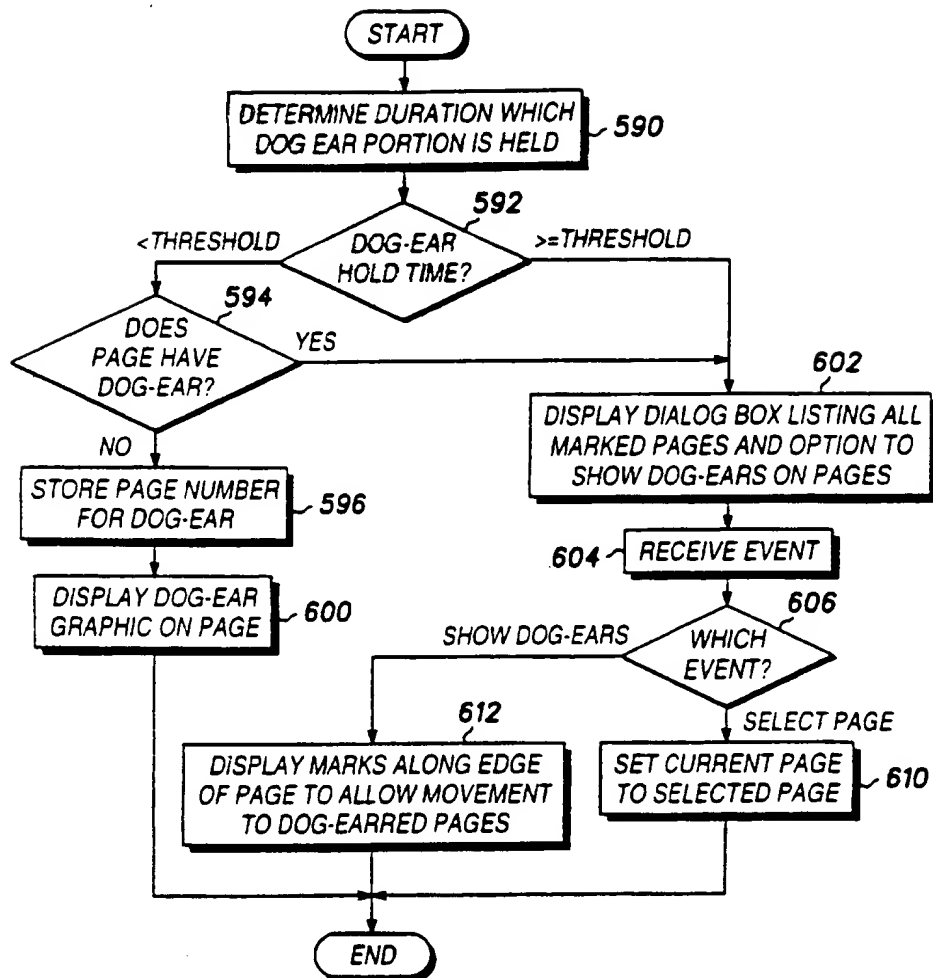 START
DETERMINE DURATION WHICH
DOG EAR PORTION IS HELD
590
592
<THRESHOLD
DOG-EAR
HOLD TIME?
>=THRESHOLD
594
DOES
PAGE HAVE
DOG-EAR?
YES
NO
602
DISPLAY DIALOG BOX LISTING ALL
MARKED PAGES AND OPTION TO
SHOW DOG-EARS ON PAGES
STORE PAGE NUMBER
FOR DOG-EAR
596
604
RECEIVE EVENT
DISPLAY DOG-EAR
GRAPHIC ON PAGE
600
606
SHOW DOG-EARS
WHICH
EVENT?
SELECT PAGE
612
DISPLAY MARKS ALONG EDGE
OF PAGE TO ALLOW MOVEMENT
TO DOG-EARRED PAGES
SET CURRENT PAGE
TO SELECTED PAGE
610
END